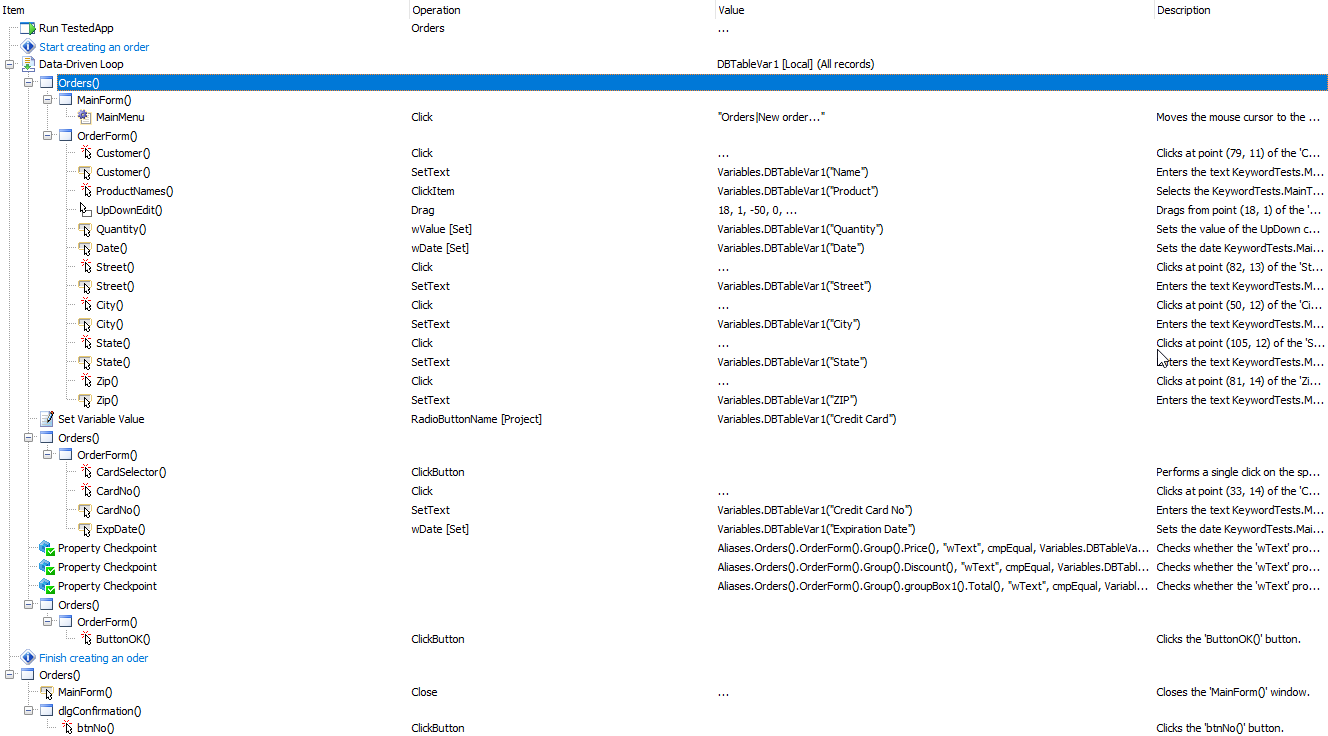 Item Operation Value Description
Run TestedApp Orders ...
Start creating an order
Data-Driven Loop DBTableVar1 [Local] (All records)
Orders()
MainForm()
MainMenu Click "Orders|New order..." Moves the mouse cursor to the ...
OrderForm()
Customer() Click ... Clicks at point (79, 11) of the 'C...
Customer() SetText Variables.DBTableVar1("Name") Enters the text KeywordTests.M...
ProductNames() ClickItem Variables.DBTableVar1("Product") Selects the KeywordTests.MainT...
UpDownEdit() Drag 18, 1, -50, 0, ... Drags from point (18, 1) of the '...
Quantity() wValue [Set] Variables.DBTableVar1("Quantity") Sets the value of the UpDown c...
Date() wDate [Set] Variables.DBTableVar1("Date") Sets the date KeywordTests.Mai...
Street() Click ... Clicks at point (82, 13) of the 'St...
Street() SetText Variables.DBTableVar1("Street") Enters the text KeywordTests.M...
City() Click ... Clicks at point (50, 12) of the 'Ci...
City() SetText Variables.DBTableVar1("City") Enters the text KeywordTests.M...
State() Click ... Clicks at point (105, 12) of the 'S...
State() SetText Variables.DBTableVar1("State") Enters the text KeywordTests.M...
Zip() Click ... Clicks at point (81, 14) of the 'Zi...
Zip() SetText Variables.DBTableVar1("ZIP") Enters the text KeywordTests.M...
Set Variable Value RadioButtonName [Project] Variables.DBTableVar1("Credit Card")
Orders()
OrderForm()
CardSelector() ClickButton Performs a single click on the sp...
CardNo() Click ... Clicks at point (33, 14) of the 'C...
CardNo() SetText Variables.DBTableVar1("Credit Card No") Enters the text KeywordTests.M...
ExpDate() wDate [Set] Variables.DBTableVar1("Expiration Date") Sets the date KeywordTests.Mai...
Property Checkpoint Aliases.Orders().OrderForm().Group().Price(), "wText", cmpEqual, Variables.DBTableVa... Checks whether the 'wText' pro...
Property Checkpoint Aliases.Orders().OrderForm().Group().Discount(), "wText", cmpEqual, Variables.DBTabl... Checks whether the 'wText' pro...
Property Checkpoint Aliases.Orders().OrderForm().Group().groupBox1().Total(), "wText", cmpEqual, Variabl... Checks whether the 'wText' pro...
Orders()
OrderForm()
ButtonOK() ClickButton Clicks the 'ButtonOK()' button.
Finish creating an oder
Orders()
MainForm() Close ... Closes the 'MainForm()' window.
dlgConfirmation()
btnNo() ClickButton Clicks the 'btnNo()' button.